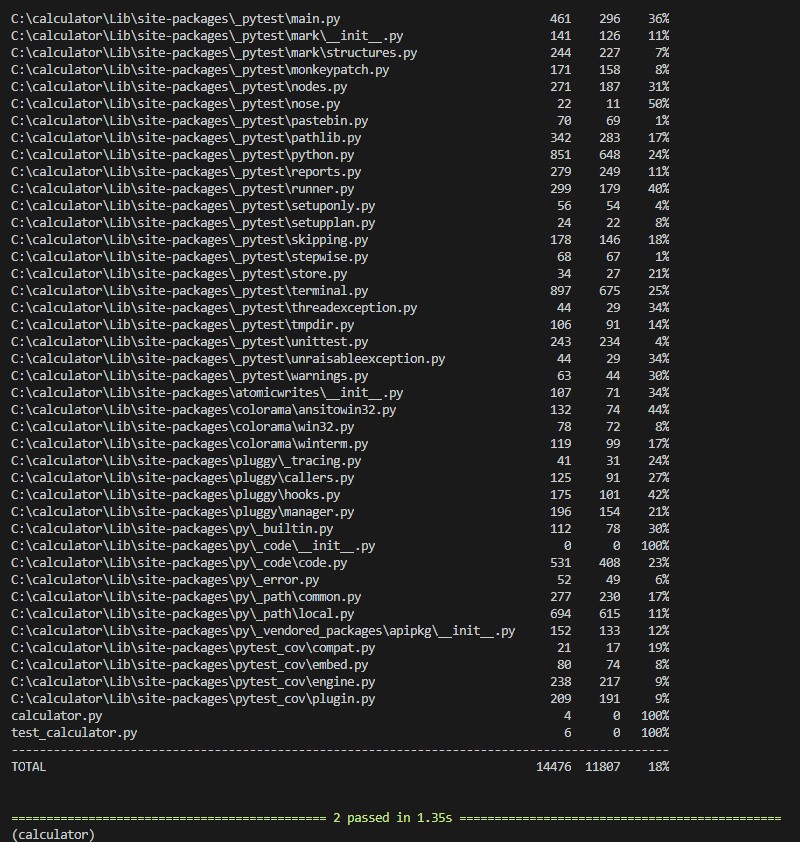 C:\calculator\Lib\site-packages\_pytest\main.py 461 296 36%
C:\calculator\Lib\site-packages\_pytest\mark\__init__.py 141 126 11%
C:\calculator\Lib\site-packages\_pytest\mark\structures.py 244 227 7%
C:\calculator\Lib\site-packages\_pytest\monkeypatch.py 171 158 8%
C:\calculator\Lib\site-packages\_pytest\nodes.py 271 187 31%
C:\calculator\Lib\site-packages\_pytest\nose.py 22 11 50%
C:\calculator\Lib\site-packages\_pytest\pastebin.py 70 69 1%
C:\calculator\Lib\site-packages\_pytest\pathlib.py 342 283 17%
C:\calculator\Lib\site-packages\_pytest\python.py 851 648 24%
C:\calculator\Lib\site-packages\_pytest\reports.py 279 249 11%
C:\calculator\Lib\site-packages\_pytest\runner.py 299 179 40%
C:\calculator\Lib\site-packages\_pytest\setuponly.py 56 54 4%
C:\calculator\Lib\site-packages\_pytest\setupplan.py 24 22 8%
C:\calculator\Lib\site-packages\_pytest\skipping.py 178 146 18%
C:\calculator\Lib\site-packages\_pytest\stepwise.py 68 67 1%
C:\calculator\Lib\site-packages\_pytest\store.py 34 27 21%
C:\calculator\Lib\site-packages\_pytest\terminal.py 897 675 25%
C:\calculator\Lib\site-packages\_pytest\threadexception.py 44 29 34%
C:\calculator\Lib\site-packages\_pytest\tmpdir.py 106 91 14%
C:\calculator\Lib\site-packages\_pytest\unittest.py 243 234 4%
C:\calculator\Lib\site-packages\_pytest\unraisableexception.py 44 29 34%
C:\calculator\Lib\site-packages\_pytest\warnings.py 63 44 30%
C:\calculator\Lib\site-packages\atomicwrites\__init__.py 107 71 34%
C:\calculator\Lib\site-packages\colorama\ansitowin32.py 132 74 44%
C:\calculator\Lib\site-packages\colorama\win32.py 78 72 8%
C:\calculator\Lib\site-packages\colorama\winterm.py 119 99 17%
C:\calculator\Lib\site-packages\pluggy\_tracing.py 41 31 24%
C:\calculator\Lib\site-packages\pluggy\callers.py 125 91 27%
C:\calculator\Lib\site-packages\pluggy\hooks.py 175 101 42%
C:\calculator\Lib\site-packages\pluggy\manager.py 196 154 21%
C:\calculator\Lib\site-packages\py\_builtin.py 112 78 30%
C:\calculator\Lib\site-packages\py\_code\__init__.py 0 0 100%
C:\calculator\Lib\site-packages\py\_code\code.py 531 408 23%
C:\calculator\Lib\site-packages\py\_error.py 52 49 6%
C:\calculator\Lib\site-packages\py\_path\common.py 277 230 17%
C:\calculator\Lib\site-packages\py\_path\local.py 694 615 11%
C:\calculator\Lib\site-packages\py\_vendored_packages\apipkg\__init__.py 152 133 12%
C:\calculator\Lib\site-packages\pytest_cov\compat.py 21 17 19%
C:\calculator\Lib\site-packages\pytest_cov\embed.py 80 74 8%
C:\calculator\Lib\site-packages\pytest_cov\engine.py 238 217 9%
C:\calculator\Lib\site-packages\pytest_cov\plugin.py 209 191 9%
calculator.py 4 0 100%
test_calculator.py 6 0 100%
----------------------------------------------------------------------------------------------
TOTAL 14476 11807 18%
============================================= 2 passed in 1.35s ==============================================
(calculator)